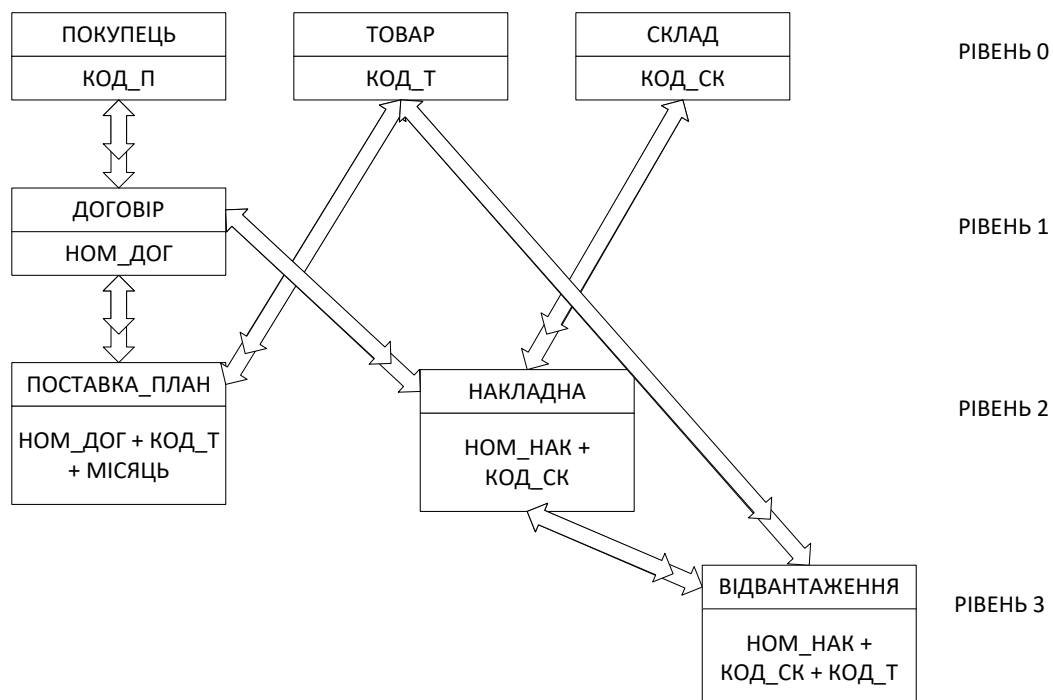 ПОКУПЕЦЬ
КОД_П
ТОВАР
КОД_Т
СКЛАД
КОД_СК
РІВЕНЬ 0
ДОГОВІР
НОМ_ДОГ
РІВЕНЬ 1
ПОСТАВКА_ПЛАН
НОМ_ДОГ + КОД_Т
+ МІСЯЦЬ
НАКЛАДНА
НОМ_НАК +
КОД_СК
РІВЕНЬ 2
ВІДВАНТАЖЕННЯ
НОМ_НАК +
КОД_СК + КОД_Т
РІВЕНЬ 3